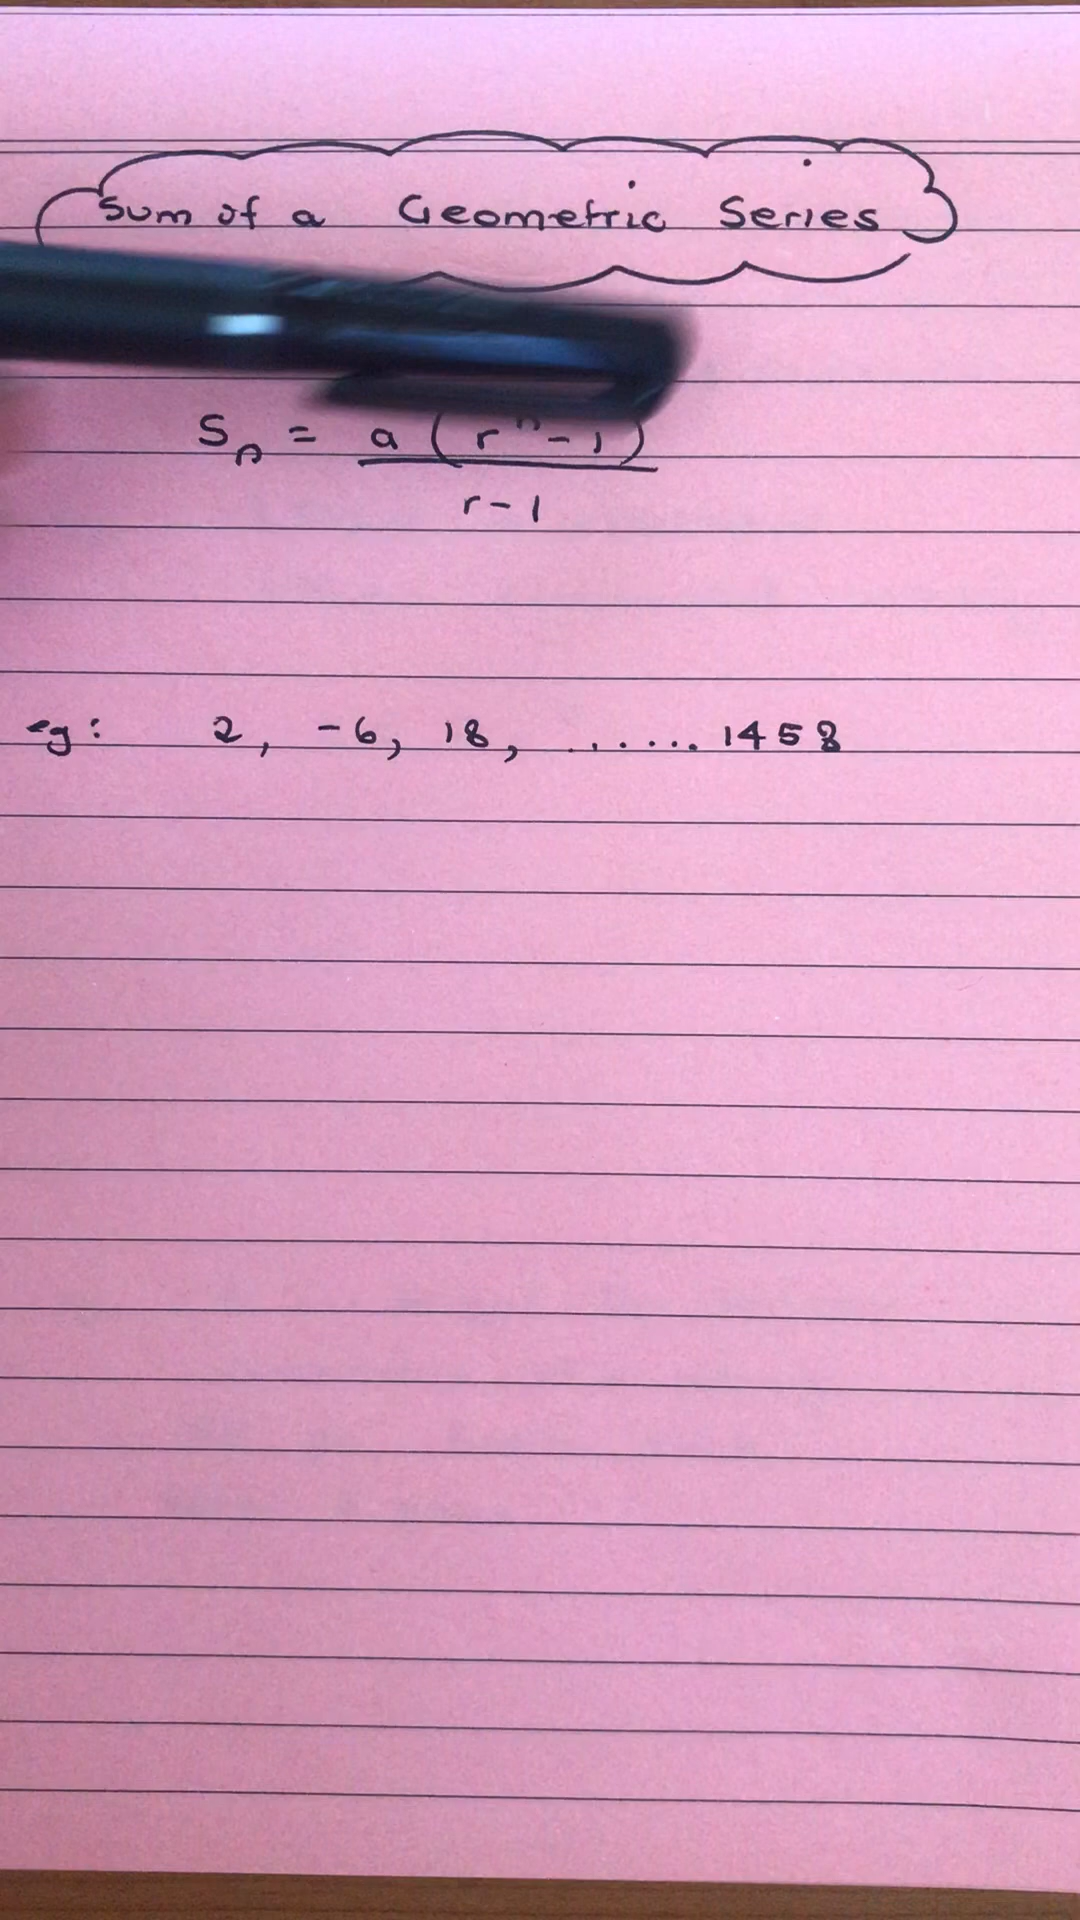 Sum of a Geometric Series
Sn = a (rⁿ - 1)
r - 1
eg: 2, -6, 18, ...... 1458